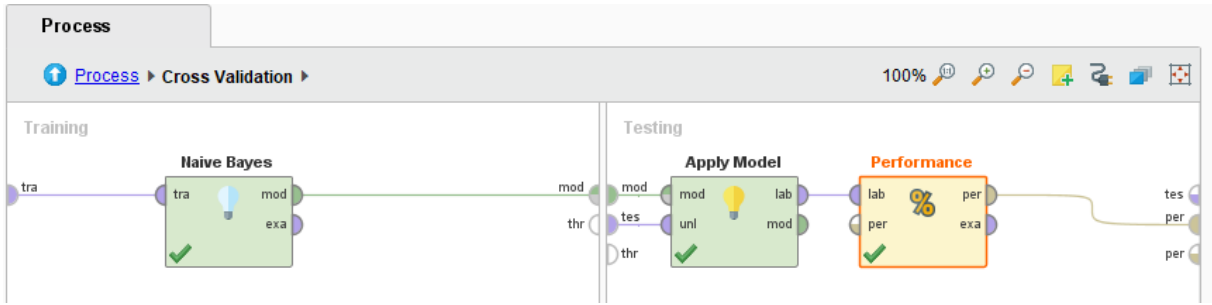 Process
Process Cross Validation
100%
Training
Testing
Naive Bayes
Apply Model
Performance
tra
tra
mod
exa
mod
thr
mod
tes
thr
mod
unl
lab
mod
lab
per
per
exa
tes
per
per
%